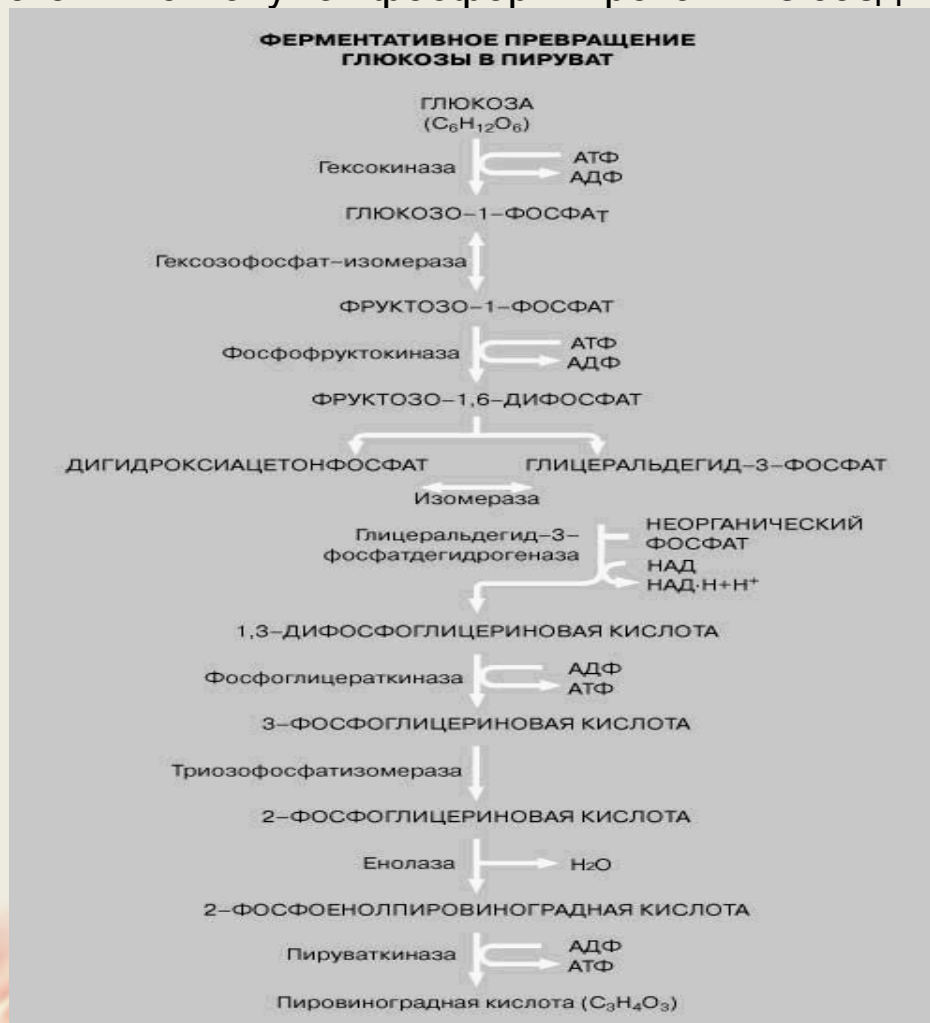 ФЕРМЕНТАТИВНОЕ ПРЕВРАЩЕНИЕ
ГЛЮКОЗЫ В ПИРУВАТ
ГЛЮКОЗА
(C₆H₁₂O₆)
Гексокиназа
АТФ
АДФ
ГЛЮКОЗО–1–ФОСФАт
Гексозофосфат–изомераза
ФРУКТОЗО–1–ФОСФАТ
Фосфофруктокиназа
АТФ
АДФ
ФРУКТОЗО–1,6–ДИФОСФАТ
ДИГИДРОКСИАЦЕТОНФОСФАТ
ГЛИЦЕРАЛЬДЕГИД–3–ФОСФАТ
Изомераза
Глицеральдегид–3–
фосфатдегидрогеназа
НЕОРГАНИЧЕСКИЙ
ФОСФАТ
НАД
НАД·Н+Н⁺
1,3–ДИФОСФОГЛИЦЕРИНОВАЯ КИСЛОТА
Фосфоглицераткиназа
АДФ
АТФ
3–ФОСФОГЛИЦЕРИНОВАЯ КИСЛОТА
Триозофосфатизомераза
2–ФОСФОГЛИЦЕРИНОВАЯ КИСЛОТА
Енолаза
H₂O
2–ФОСФОЕНОЛПИРОВИНОГРАДНАЯ КИСЛОТА
Пируваткиназа
АДФ
АТФ
Пировиноградная кислота (C₃H₄O₃)